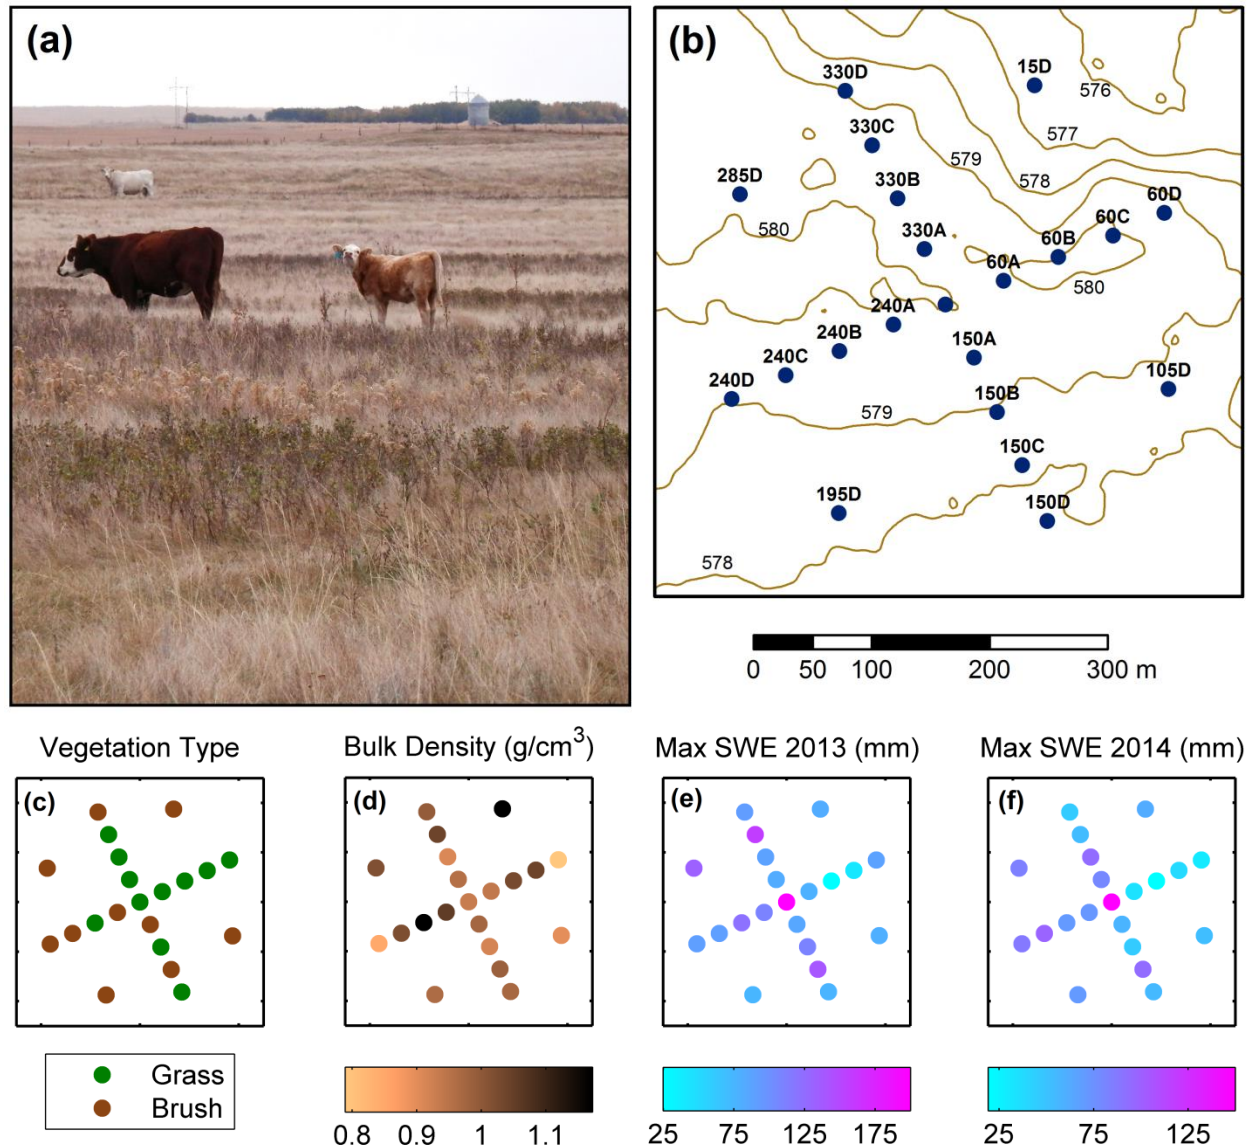 (a)
(b)
330D
15D
576
330C
577
579
285D
330B
578
60D
60C
580
330A
60B
60A
580
240A
240B
150A
240C
105D
240D
150B
579
150C
195D
150D
578
0 50 100 200 300 m
Vegetation Type
Bulk Density (g/cm³)
Max SWE 2013 (mm)
Max SWE 2014 (mm)
(c)
(d)
(e)
(f)
Grass
Brush
0.8 0.9 1 1.1
25 75 125 175
25 75 125